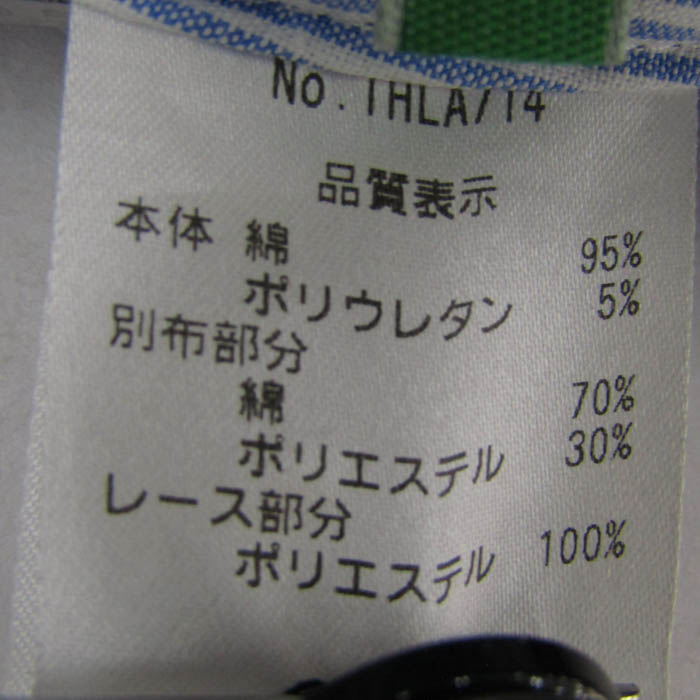 No.THLA714
品質表示
本体 綿 95%
ポリウレタン 5%
別布部分
綿 70%
ポリエステル 30%
レース部分
ポリエステル 100%